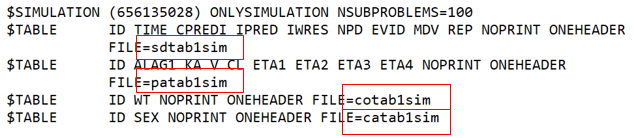 $SIMULATION (656135028) ONLYSIMULATION NSUBPROBLEMS=100
$TABLE ID TIME CPREDI IPRED IWRES NPD EVID MDV REP NOPRINT ONEHEADER
FILE=sdtab1sim
$TABLE ID ALAG1 KA V CL ETA1 ETA2 ETA3 ETA4 NOPRINT ONEHEADER
FILE=patab1sim
$TABLE ID WT NOPRINT ONEHEADER FILE=cotab1sim
$TABLE ID SEX NOPRINT ONEHEADER FILE=catab1sim